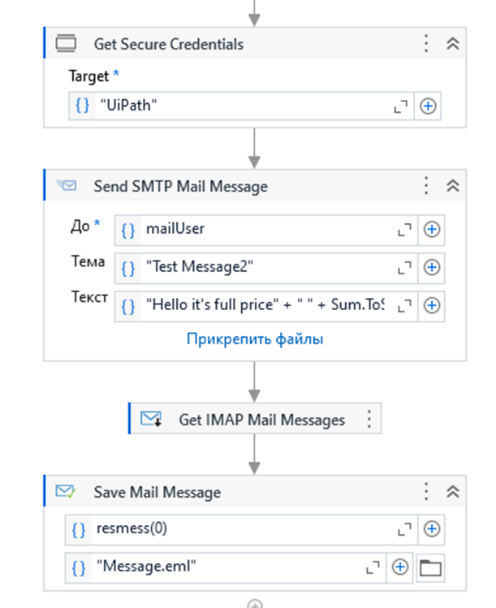 Get Secure Credentials
Target *
"UiPath"
Send SMTP Mail Message
До * mailUser
Тема "Test Message2"
Текст "Hello it's full price" + " " + Sum.ToS
Прикрепить файлы
Get IMAP Mail Messages
Save Mail Message
resmess(0)
"Message.eml"